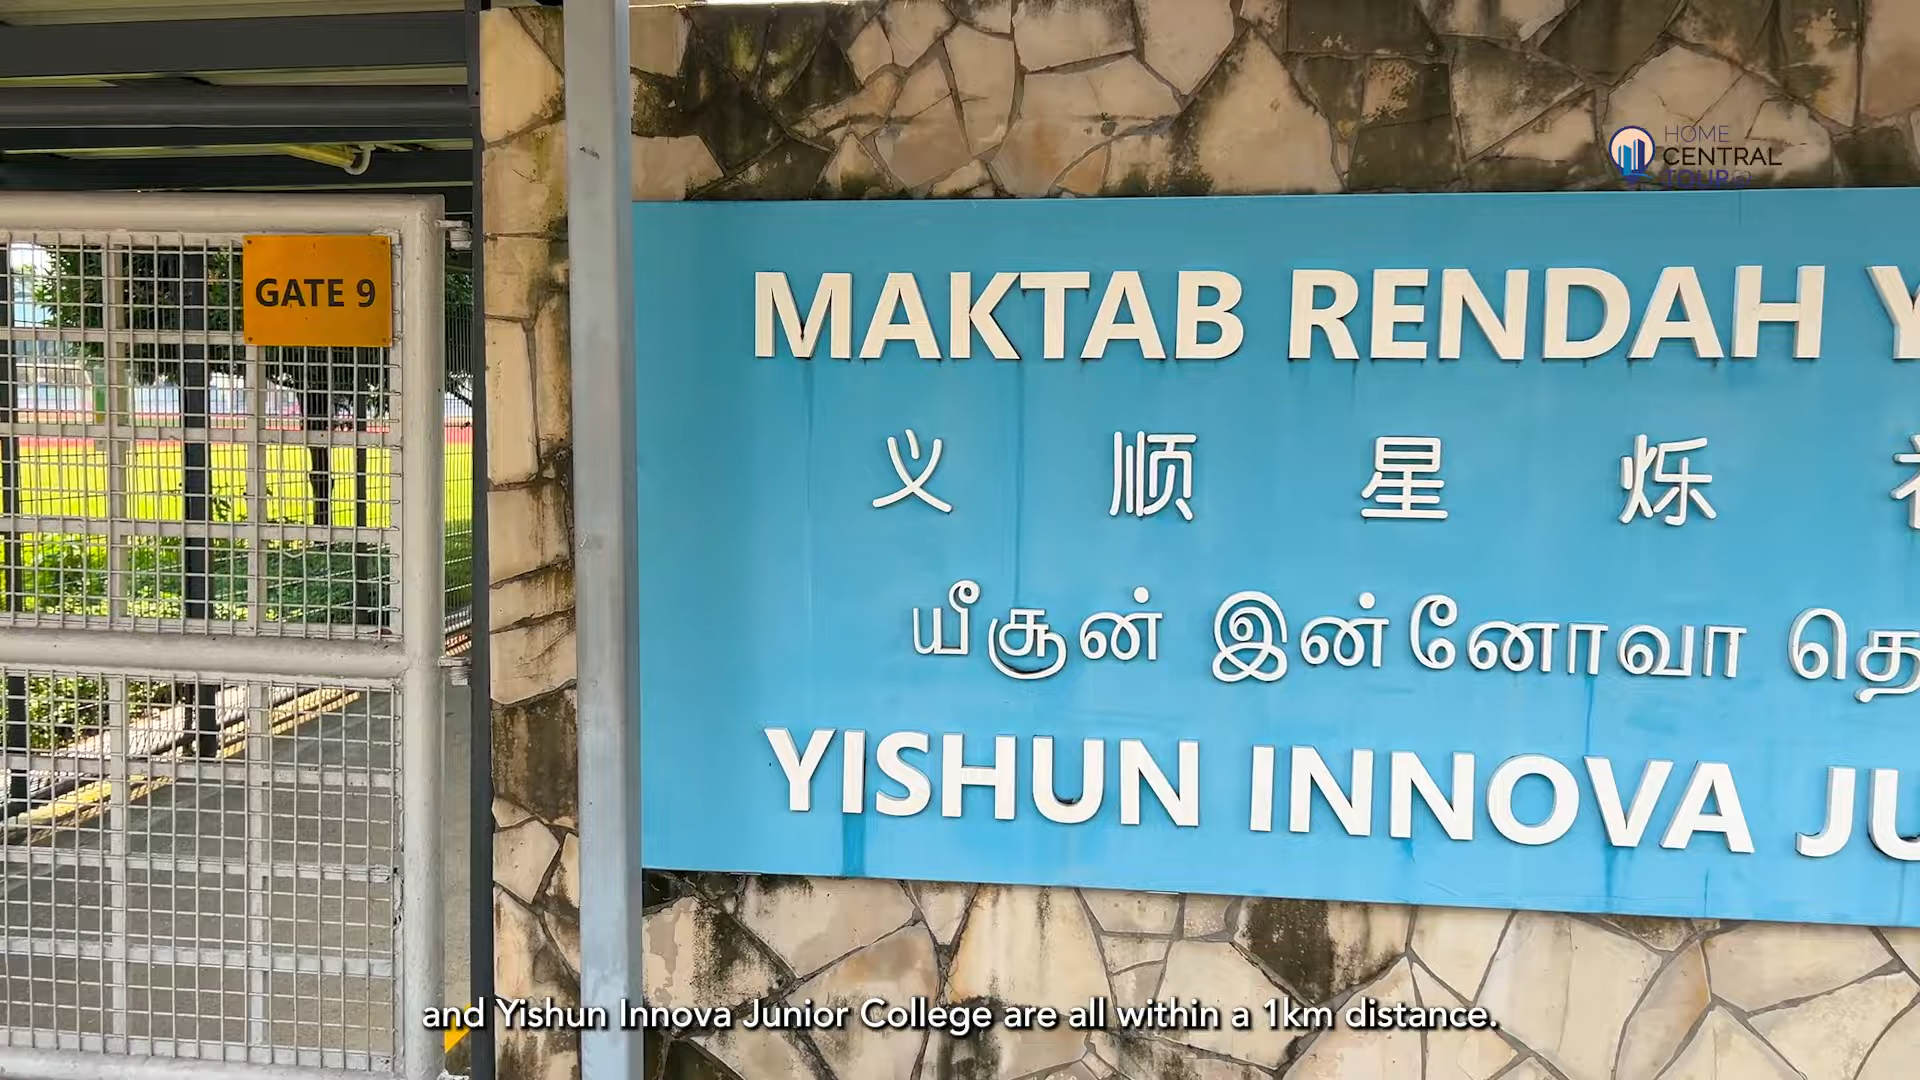 HOME
CENTRAL
TOUR
GATE 9
MAKTAB RENDAH
义顺星烁
யீசூன் இன்னோவா
YISHUN INNOVA
and Yishun Innova Junior College are all within a 1km distance.